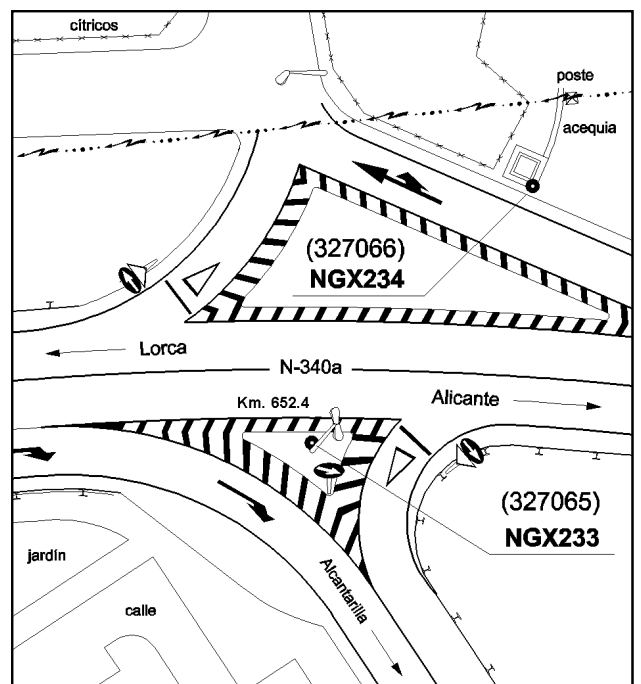 cítricos
poste
acequia
(327066)
NGX234
Lorca
N-340a
Km. 652.4
Alicante
(327065)
NGX233
jardín
Alcantarilla
calle